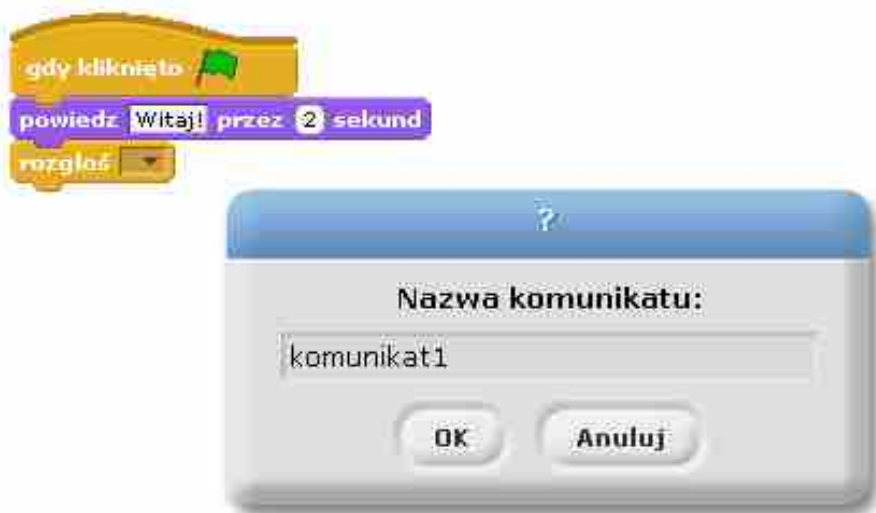 gdy kliknięto
powiedz Witaj! przez 2 sekund
rozgłoś
?
Nazwa komunikatu:
komunikat1
OK Anuluj